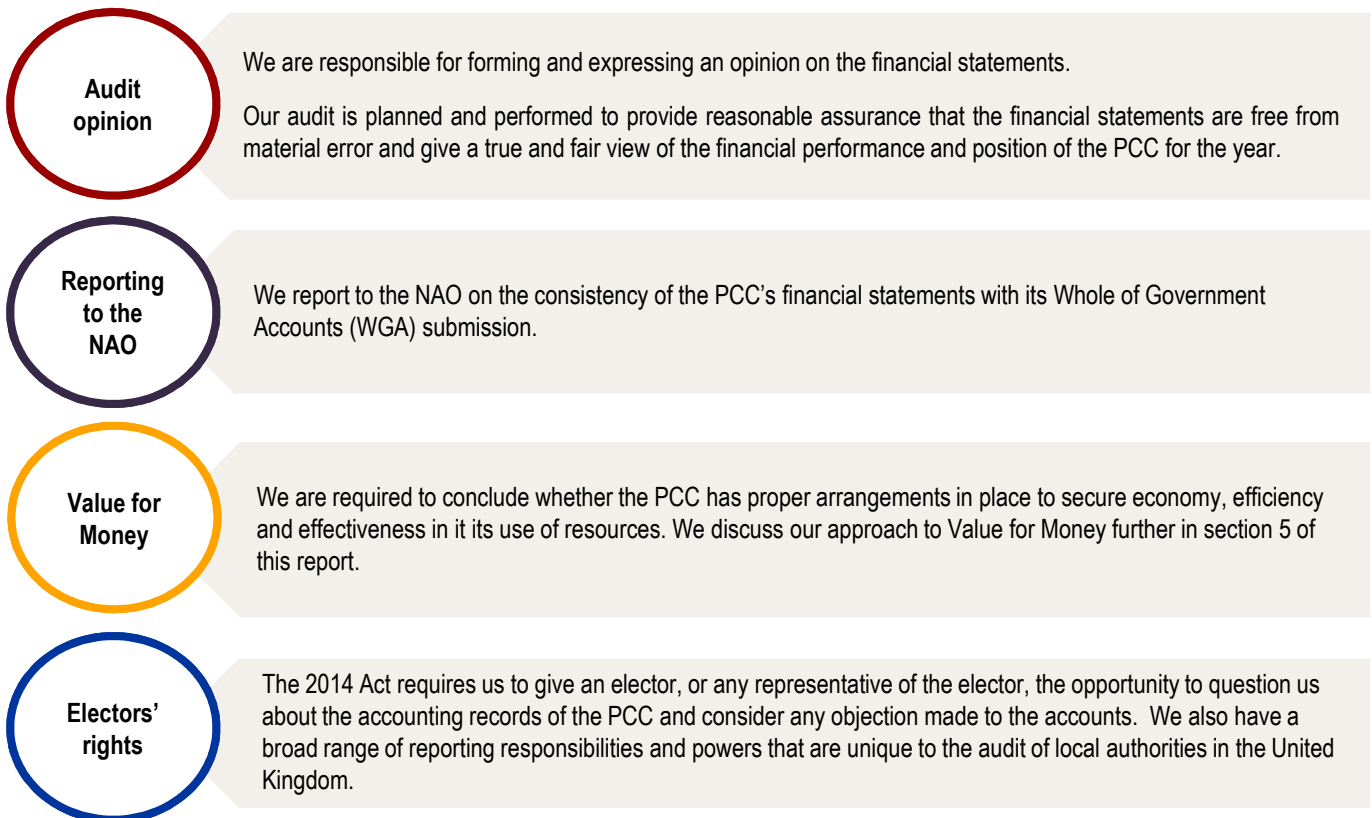 Audit
opinion
We are responsible for forming and expressing an opinion on the financial statements.
Our audit is planned and performed to provide reasonable assurance that the financial statements are free from
material error and give a true and fair view of the financial performance and position of the PCC for the year.
Reporting
to the
NAO
We report to the NAO on the consistency of the PCC's financial statements with its Whole of Government
Accounts (WGA) submission.
Value for
Money
We are required to conclude whether the PCC has proper arrangements in place to secure economy, efficiency
and effectiveness in it its use of resources. We discuss our approach to Value for Money further in section 5 of
this report.
Electors'
rights
The 2014 Act requires us to give an elector, or any representative of the elector, the opportunity to question us
about the accounting records of the PCC and consider any objection made to the accounts.  We also have a
broad range of reporting responsibilities and powers that are unique to the audit of local authorities in the United
Kingdom.